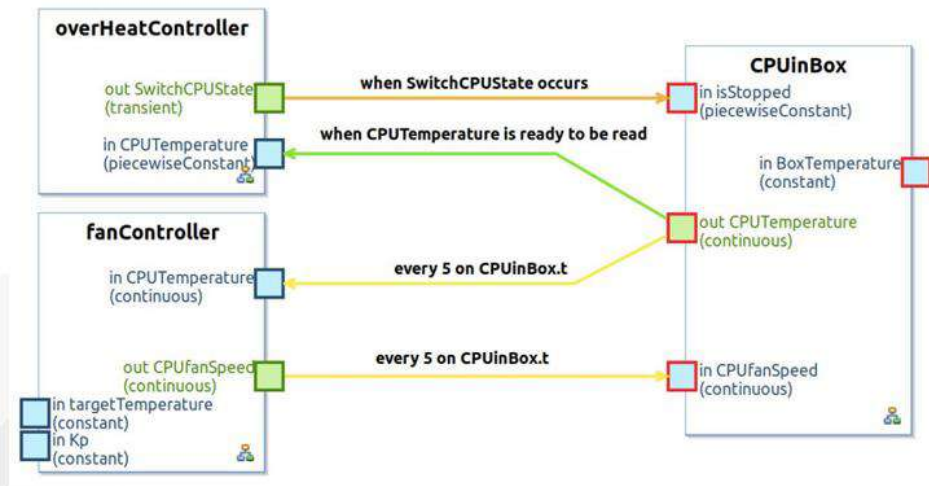 overHeatController
out SwitchCPUState
(transient)
in CPUTemperature
(piecewiseConstant)
when SwitchCPUState occurs
when CPUTemperature is ready to be read
CPUinBox
in isStopped
(piecewiseConstant)
in BoxTemperature
(constant)
out CPUTemperature
(continuous)
fanController
in CPUTemperature
(continuous)
every 5 on CPUinBox.t
out CPUfanSpeed
(continuous)
every 5 on CPUinBox.t
in CPUfanSpeed
(continuous)
in targetTemperature
(constant)
in Kp
(constant)